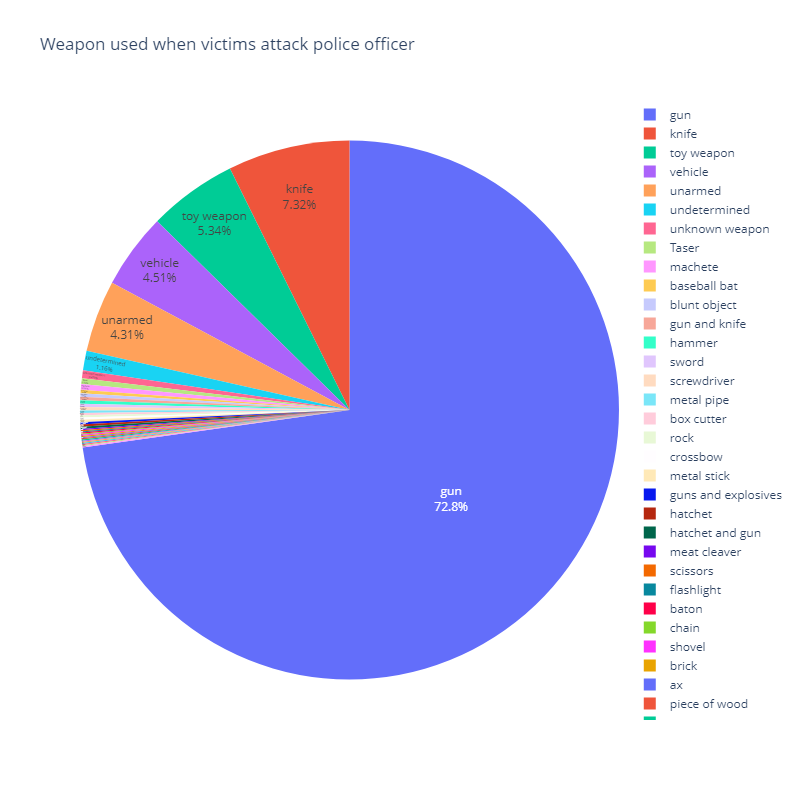 Weapon used when victims attack police officer
knife
7.32%
toy weapon
5.34%
vehicle
4.51%
unarmed
4.31%
undetermined
1.16%
gun
72.8%
gun
knife
toy weapon
vehicle
unarmed
undetermined
unknown weapon
Taser
machete
baseball bat
blunt object
gun and knife
hammer
sword
screwdriver
metal pipe
box cutter
rock
crossbow
metal stick
guns and explosives
hatchet
hatchet and gun
meat cleaver
scissors
flashlight
baton
chain
shovel
brick
ax
piece of wood